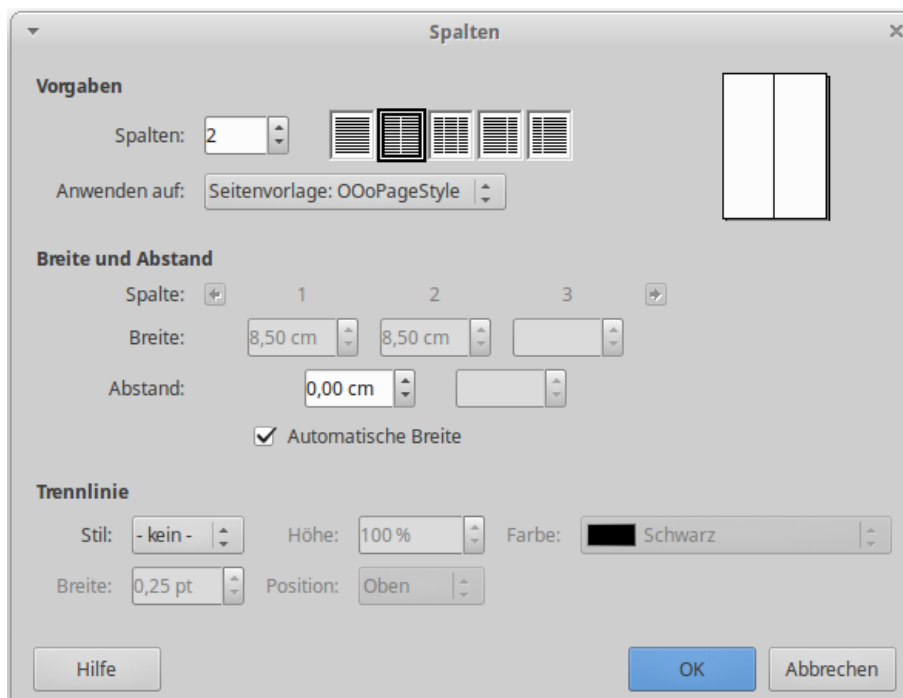 Spalten
Vorgaben
Spalten: 2
Anwenden auf: Seitenvorlage: OOoPageStyle
Breite und Abstand
Spalte: 1 2 3
Breite: 8,50 cm 8,50 cm
Abstand: 0,00 cm
Automatische Breite
Trennlinie
Stil: - kein - Höhe: 100 % Farbe: Schwarz
Breite: 0,25 pt Position: Oben
Hilfe OK Abbrechen